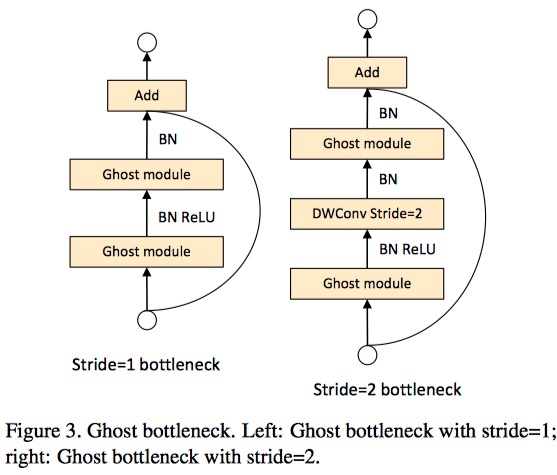 Add
BN
Ghost module
BN ReLU
Ghost module
Stride=1 bottleneck
Add
BN
Ghost module
BN
DWConv Stride=2
BN ReLU
Ghost module
Stride=2 bottleneck
Figure 3. Ghost bottleneck. Left: Ghost bottleneck with stride=1;
right: Ghost bottleneck with stride=2.